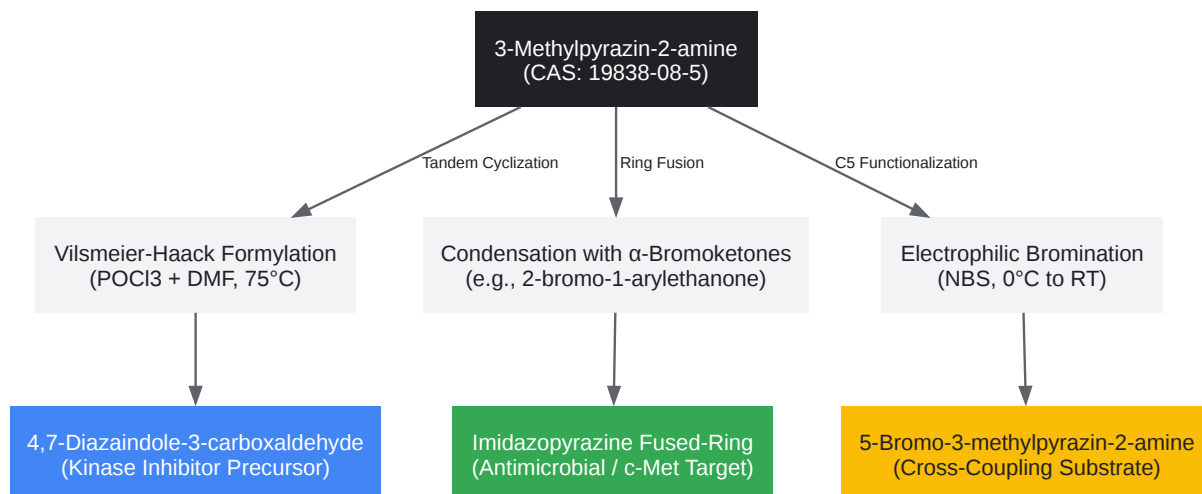 3-Methylpyrazin-2-amine
(CAS: 19838-08-5)
Tandem Cyclization
Ring Fusion
C5 Functionalization
Vilsmeier-Haack Formylation
(POCl3 + DMF, 75°C)
Condensation with α-Bromoketones
(e.g., 2-bromo-1-arylethanone)
Electrophilic Bromination
(NBS, 0°C to RT)
4,7-Diazaindole-3-carboxaldehyde
(Kinase Inhibitor Precursor)
Imidazopyrazine Fused-Ring
(Antimicrobial / c-Met Target)
5-Bromo-3-methylpyrazin-2-amine
(Cross-Coupling Substrate)